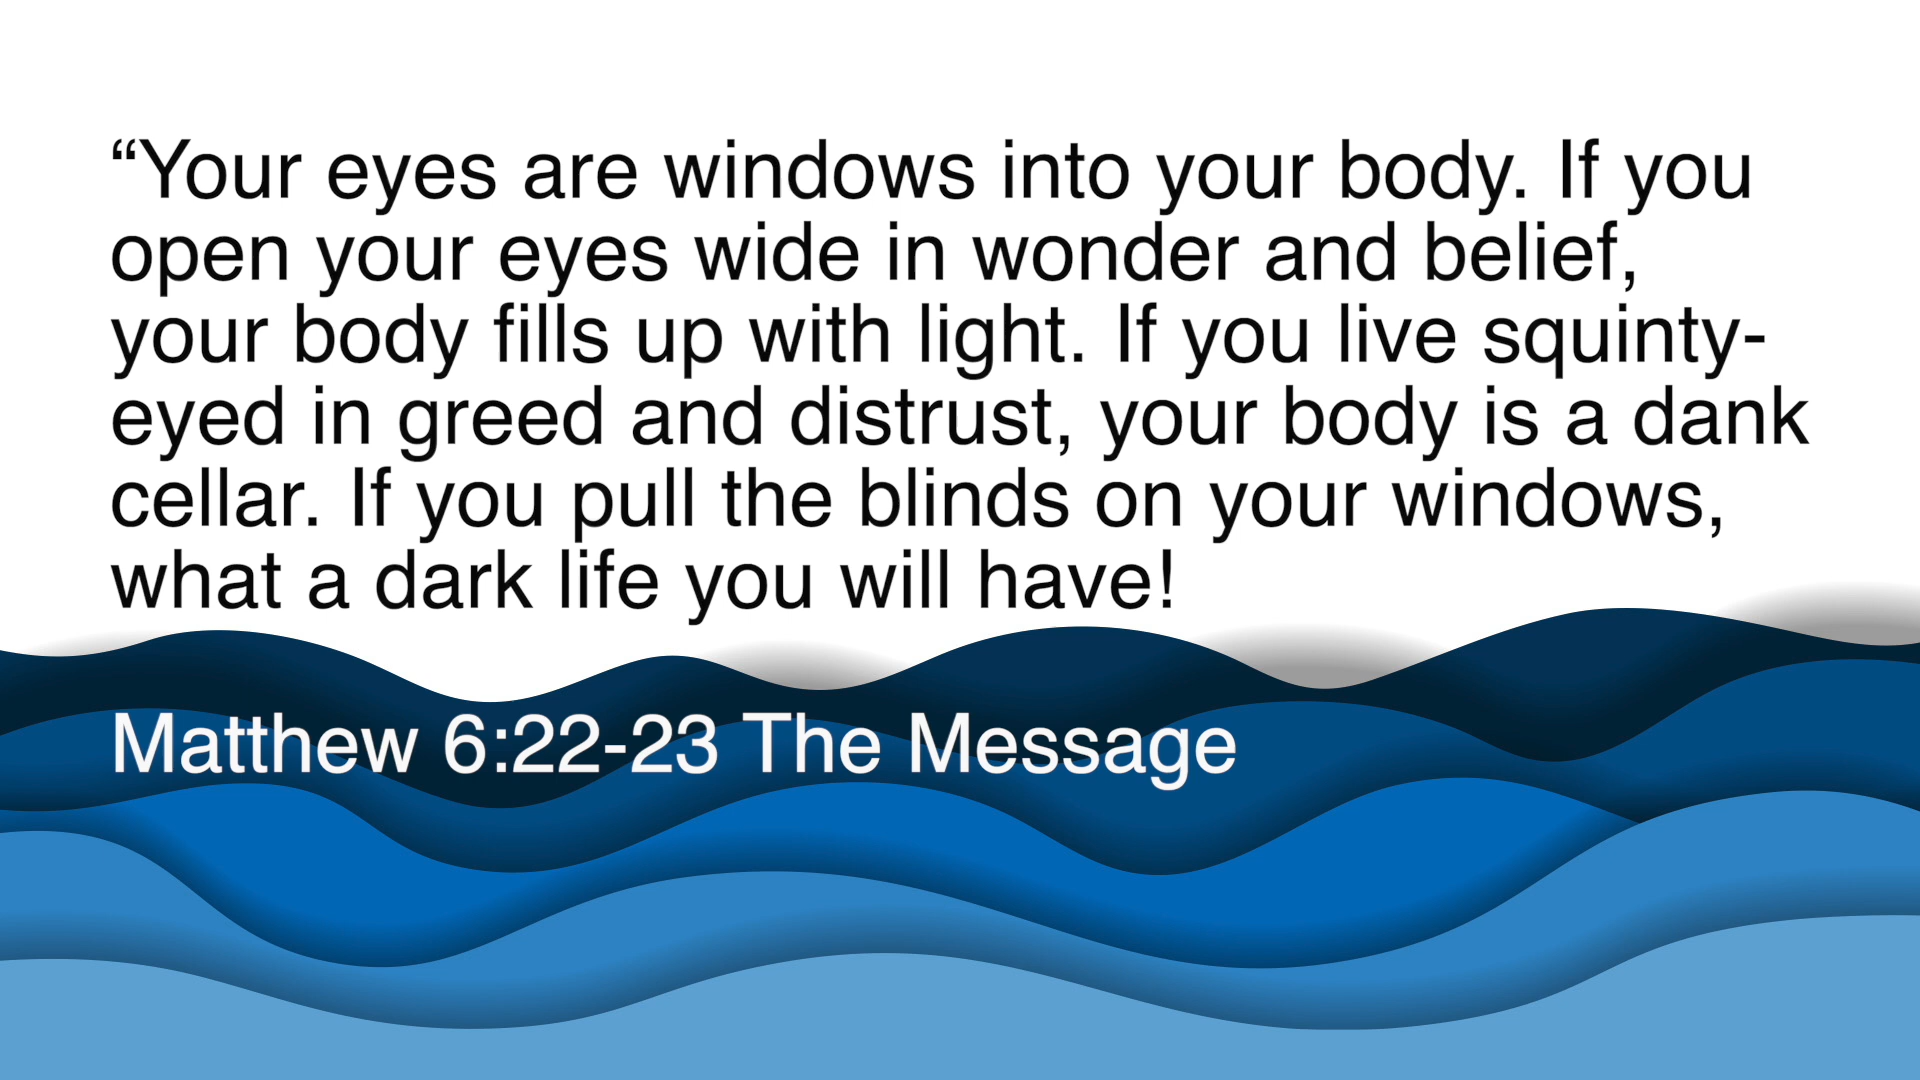 “Your eyes are windows into your body. If you
open your eyes wide in wonder and belief,
your body fills up with light. If you live squinty-
eyed in greed and distrust, your body is a dank
cellar. If you pull the blinds on your windows,
what a dark life you will have!
Matthew 6:22-23 The Message